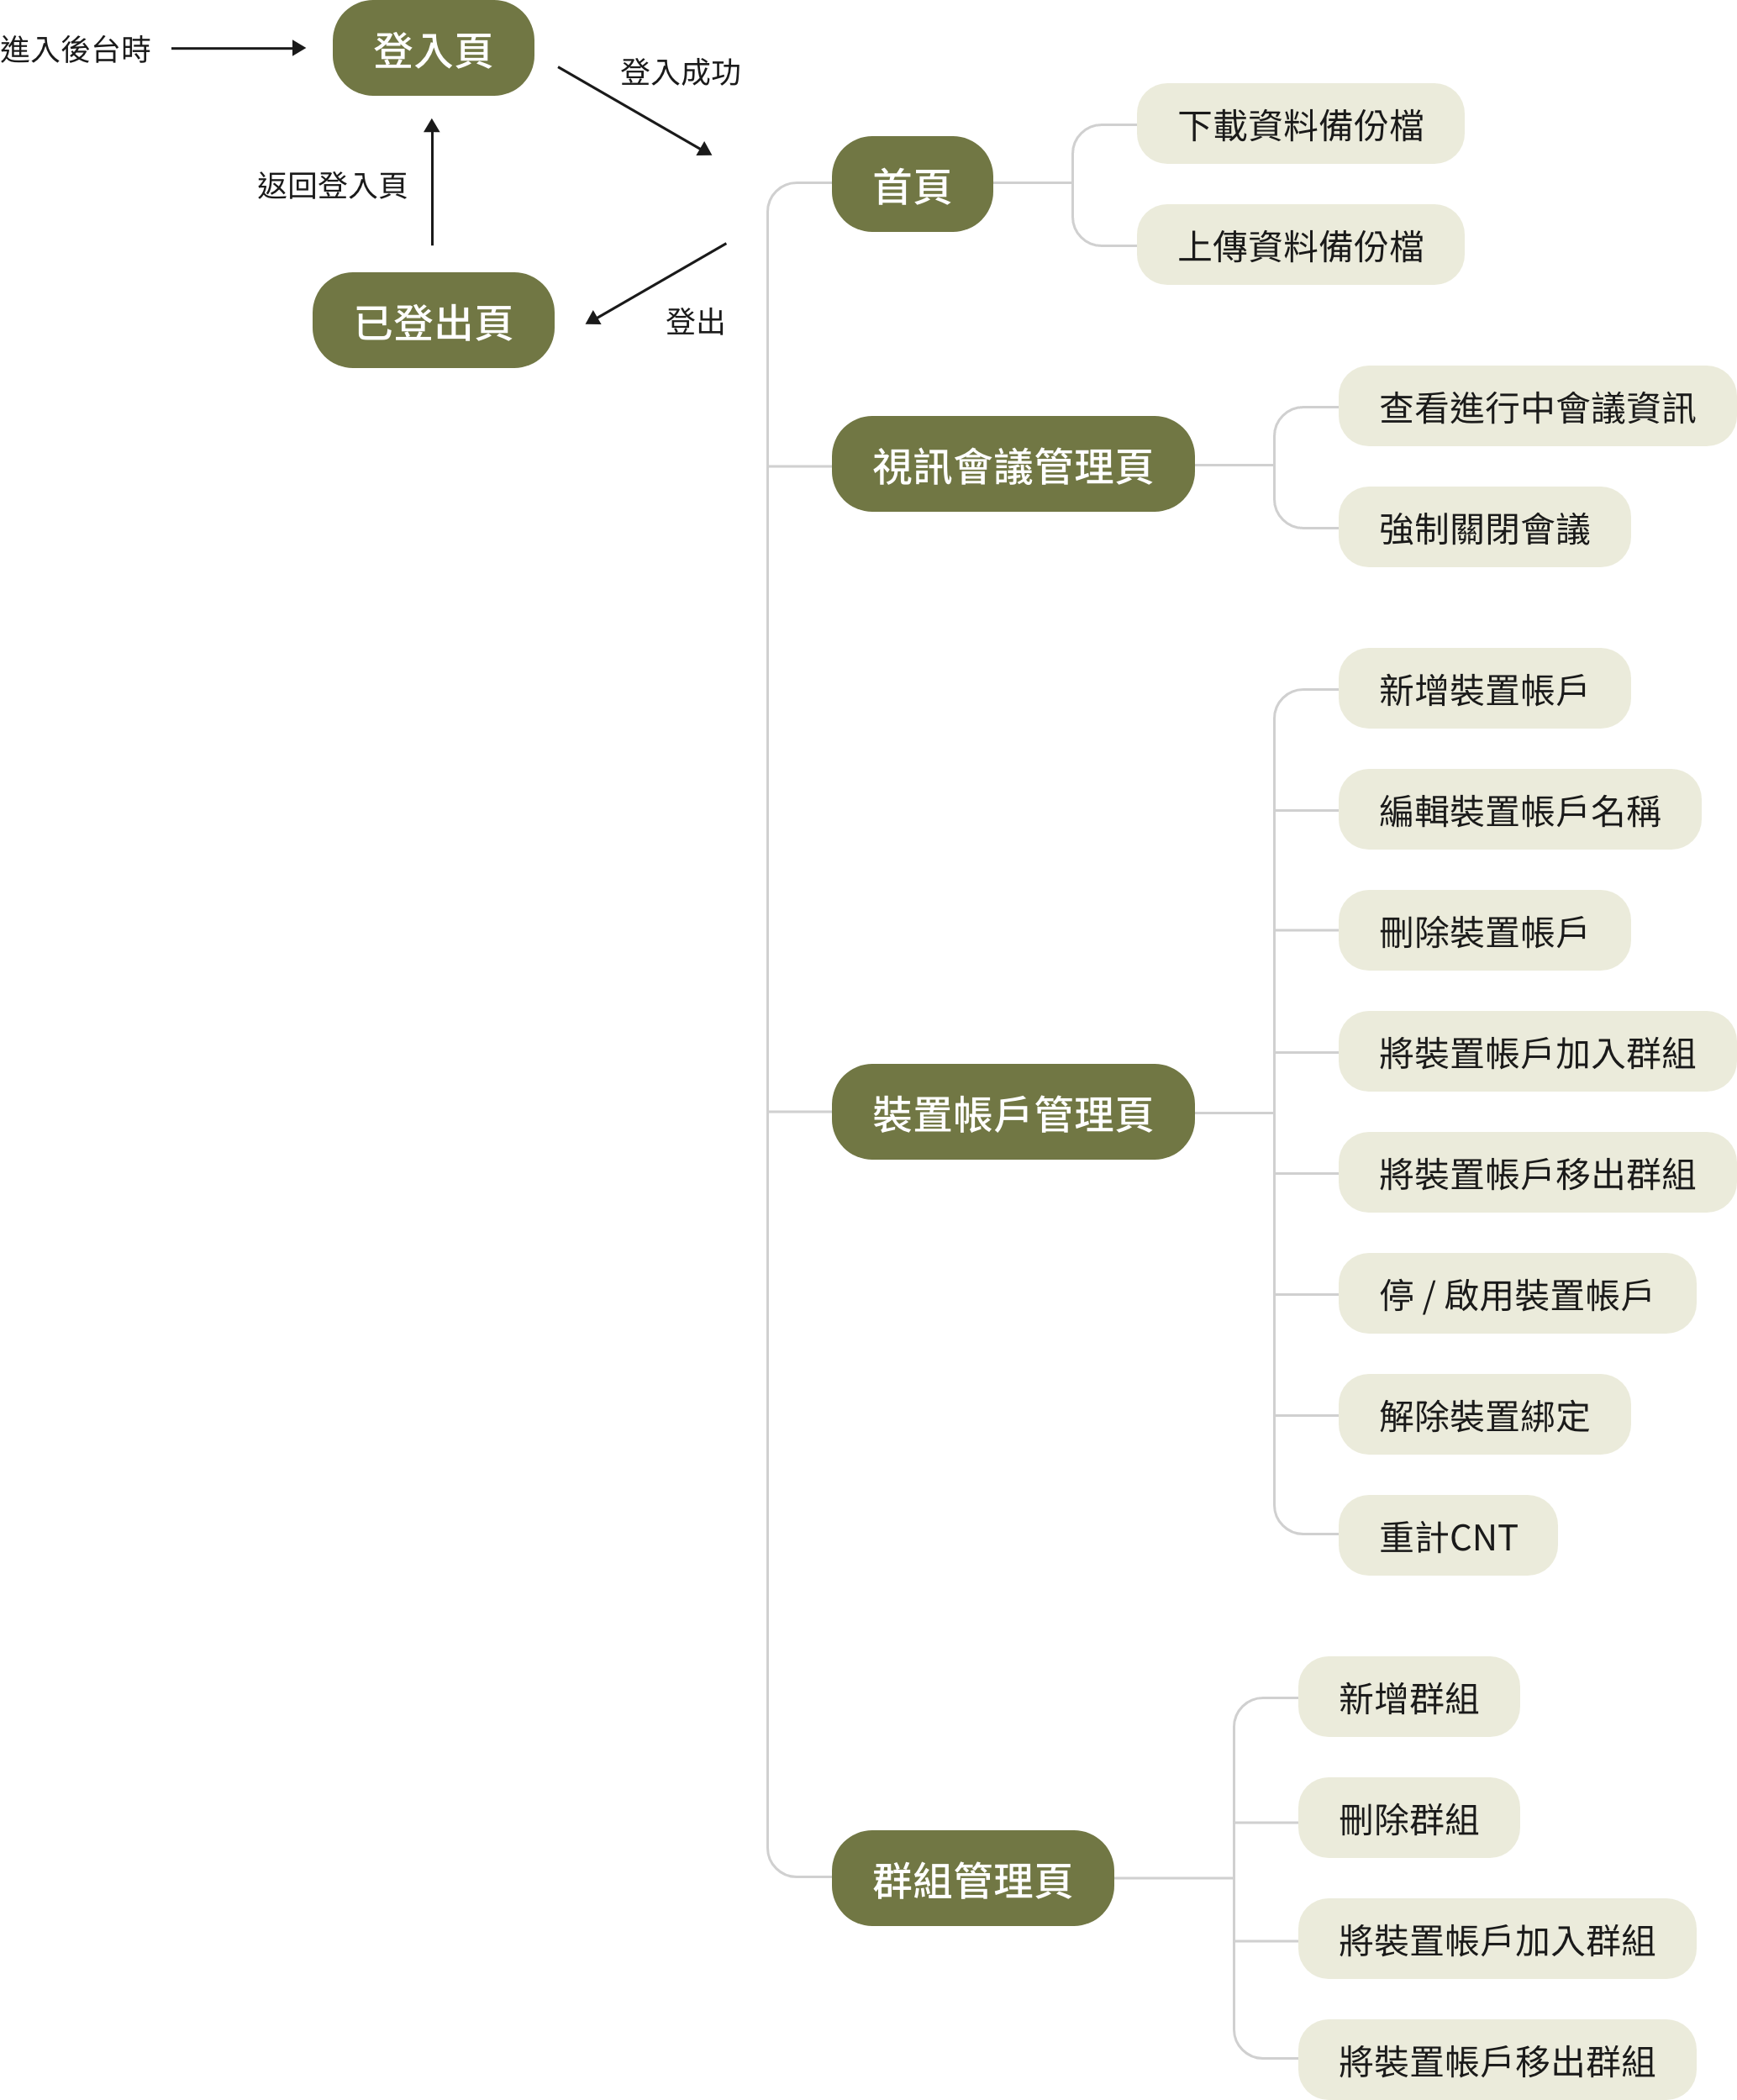 進入後台時
登入頁
登入成功
返回登入頁
已登出頁
登出
首頁
下載資料備份檔
上傳資料備份檔
視訊會議管理頁
查看進行中會議資訊
強制關閉會議
裝置帳戶管理頁
新增裝置帳戶
編輯裝置帳戶名稱
刪除裝置帳戶
將裝置帳戶加入群組
將裝置帳戶移出群組
停 / 啟用裝置帳戶
解除裝置綁定
重計CNT
群組管理頁
新增群組
刪除群組
將裝置帳戶加入群組
將裝置帳戶移出群組